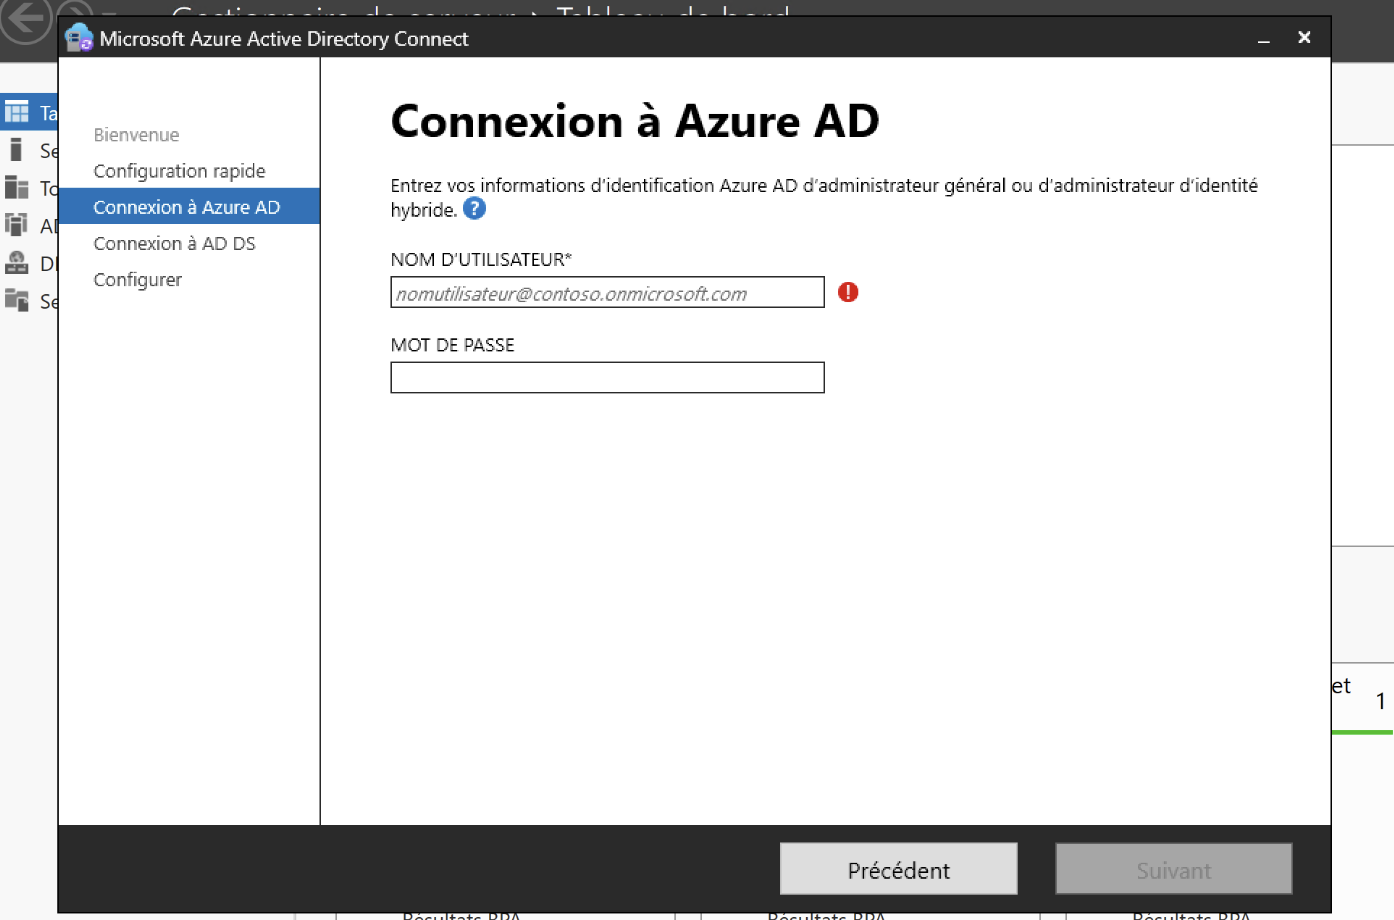 Gestionnaire de serveur › Tableau de bord
Microsoft Azure Active Directory Connect
Bienvenue
Configuration rapide
Connexion à Azure AD
Connexion à AD DS
Configurer
Connexion à Azure AD
Entrez vos informations d'identification Azure AD d'administrateur général ou d'administrateur d'identité
hybride. ?
NOM D'UTILISATEUR*
nomutilisateur@contoso.onmicrosoft.com
MOT DE PASSE
Précédent
Suivant
Ta
Se
To
et
1
Résultats BPA
Résultats BPA
Résultats BPA